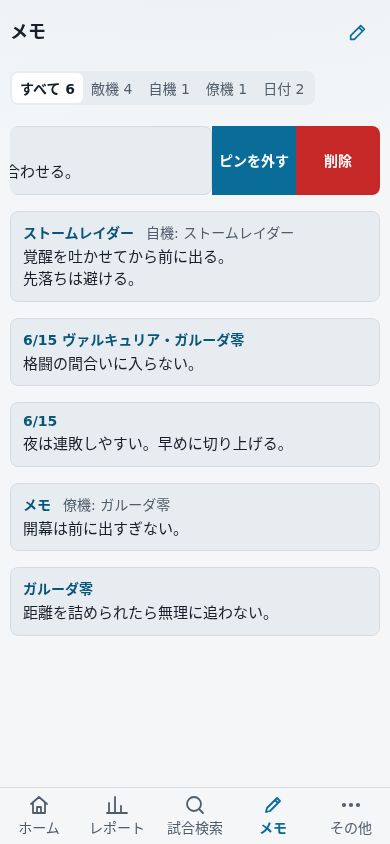 メモ
すべて 6 敵機 4 自機 1 僚機 1 日付 2
合わせる。
ピンを外す 削除
ストームレイダー 自機: ストームレイダー
覚醒を吐かせてから前に出る。
先落ちは避ける。
6/15 ヴァルキュリア・ガルーダ零
格闘の間合いに入らない。
6/15
夜は連敗しやすい。早めに切り上げる。
メモ 僚機: ガルーダ零
開幕は前に出すぎない。
ガルーダ零
距離を詰められたら無理に追わない。
ホーム レポート 試合検索 メモ その他